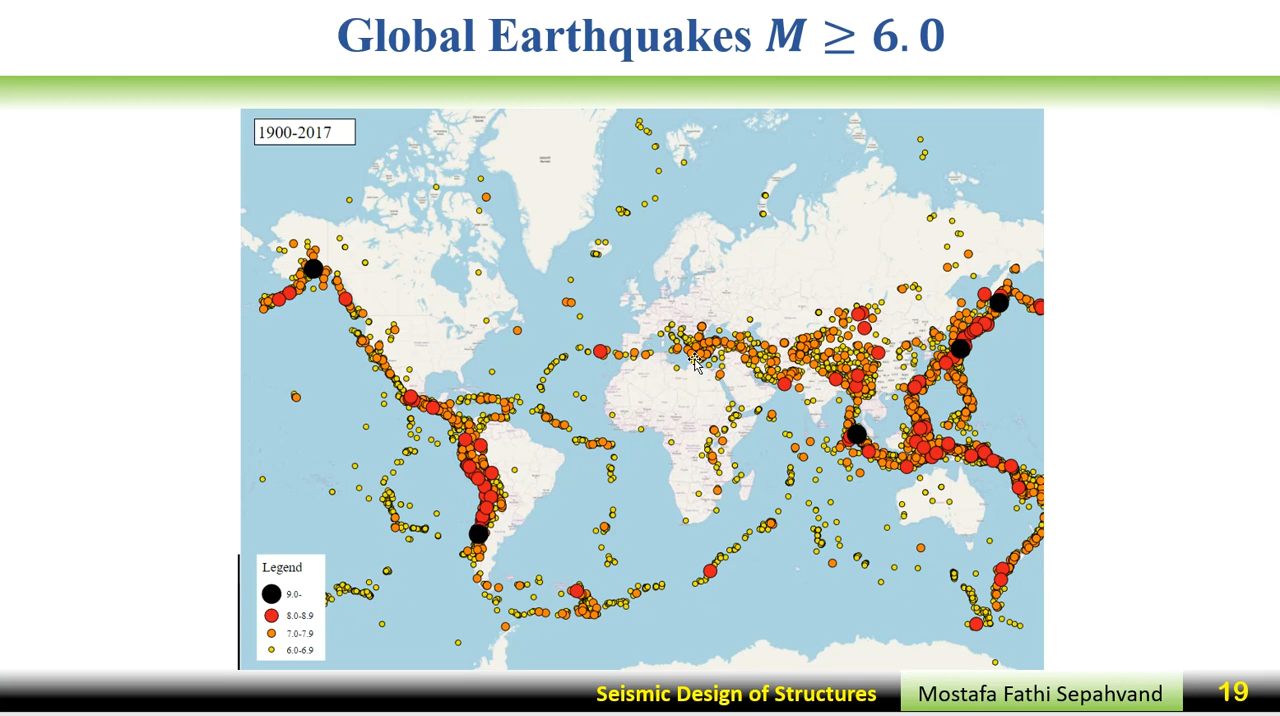 Global Earthquakes M ≥ 6.0
1900-2017
Legend
9.0-
8.0-8.9
7.0-7.9
6.0-6.9
Seismic Design of Structures
Mostafa Fathi Sepahvand
19